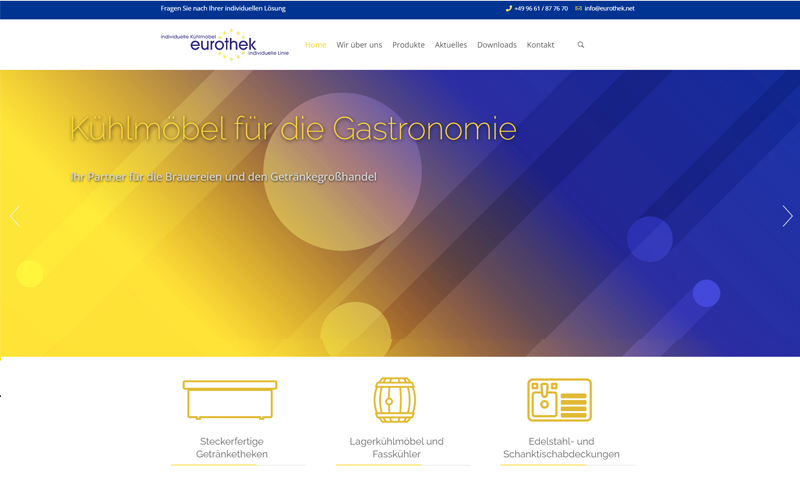 Fragen Sie nach Ihrer individuellen Lösung
+49 96 61 / 87 76 70
info@eurothek.net
individuelle Kühlmöbel
eurothek
individuelle Linie
Home
Wir über uns
Produkte
Aktuelles
Downloads
Kontakt
Kühlmöbel für die Gastronomie
Ihr Partner für die Brauereien und den Getränkegroßhandel
Steckerfertige
Getränketheken
Lagerkühlmöbel und
Fasskühler
Edelstahl- und
Schanktischabdeckungen